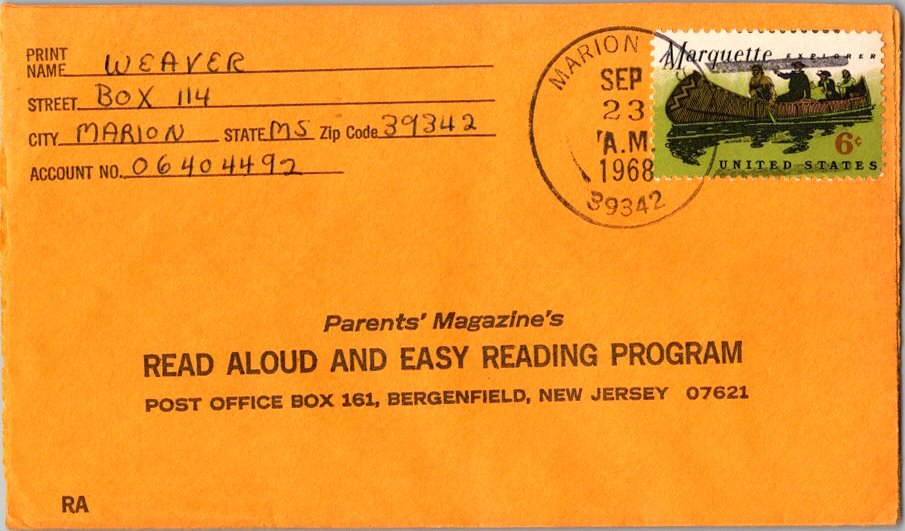 PRINT
NAME WEAVER
STREET BOX 114
CITY MARION STATE MS Zip Code 39342
ACCOUNT NO. 06404492
MARION
SEP
23
A.M.
1968
39342
Marquette EXPLORER
6¢
UNITED STATES
Parents' Magazine's
READ ALOUD AND EASY READING PROGRAM
POST OFFICE BOX 161, BERGENFIELD, NEW JERSEY 07621
RA